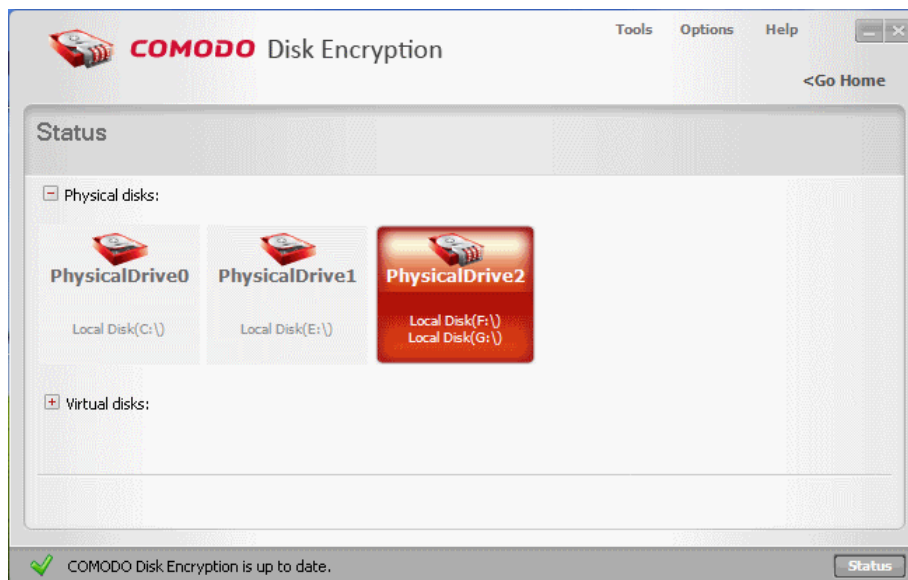 COMODO Disk Encryption
Tools Options Help
<Go Home
Status
Physical disks:
PhysicalDrive0 PhysicalDrive1 PhysicalDrive2
Local Disk(C:\) Local Disk(E:\) Local Disk(F:\)
Local Disk(G:\)
Virtual disks:
COMODO Disk Encryption is up to date.
Status